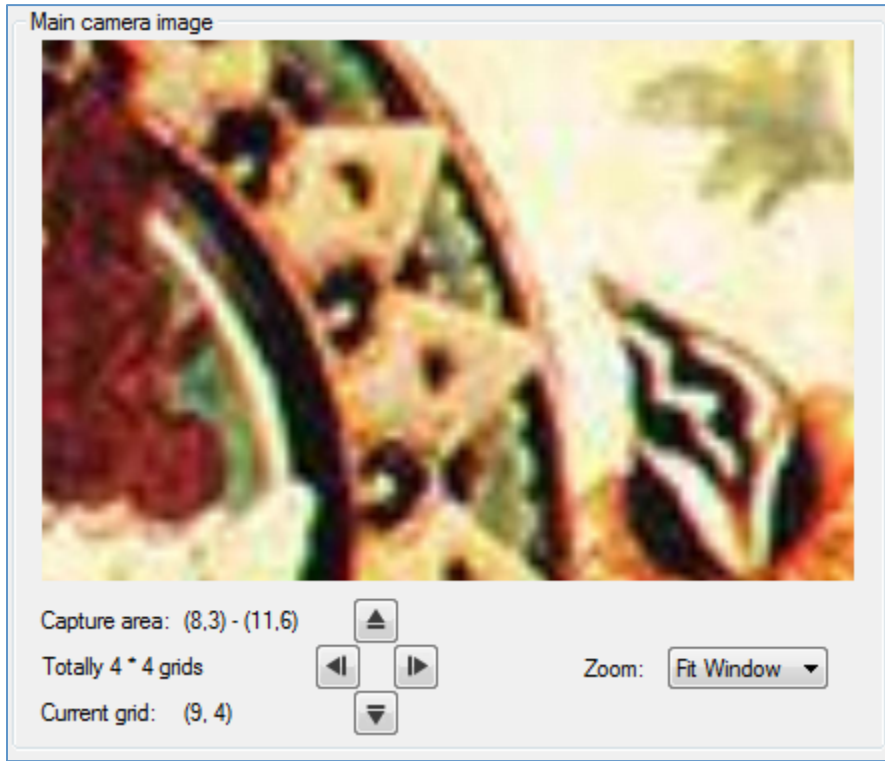 Main camera image
Capture area: (8,3) - (11,6)
Totally 4 * 4 grids
Zoom: Fit Window
Current grid: (9, 4)